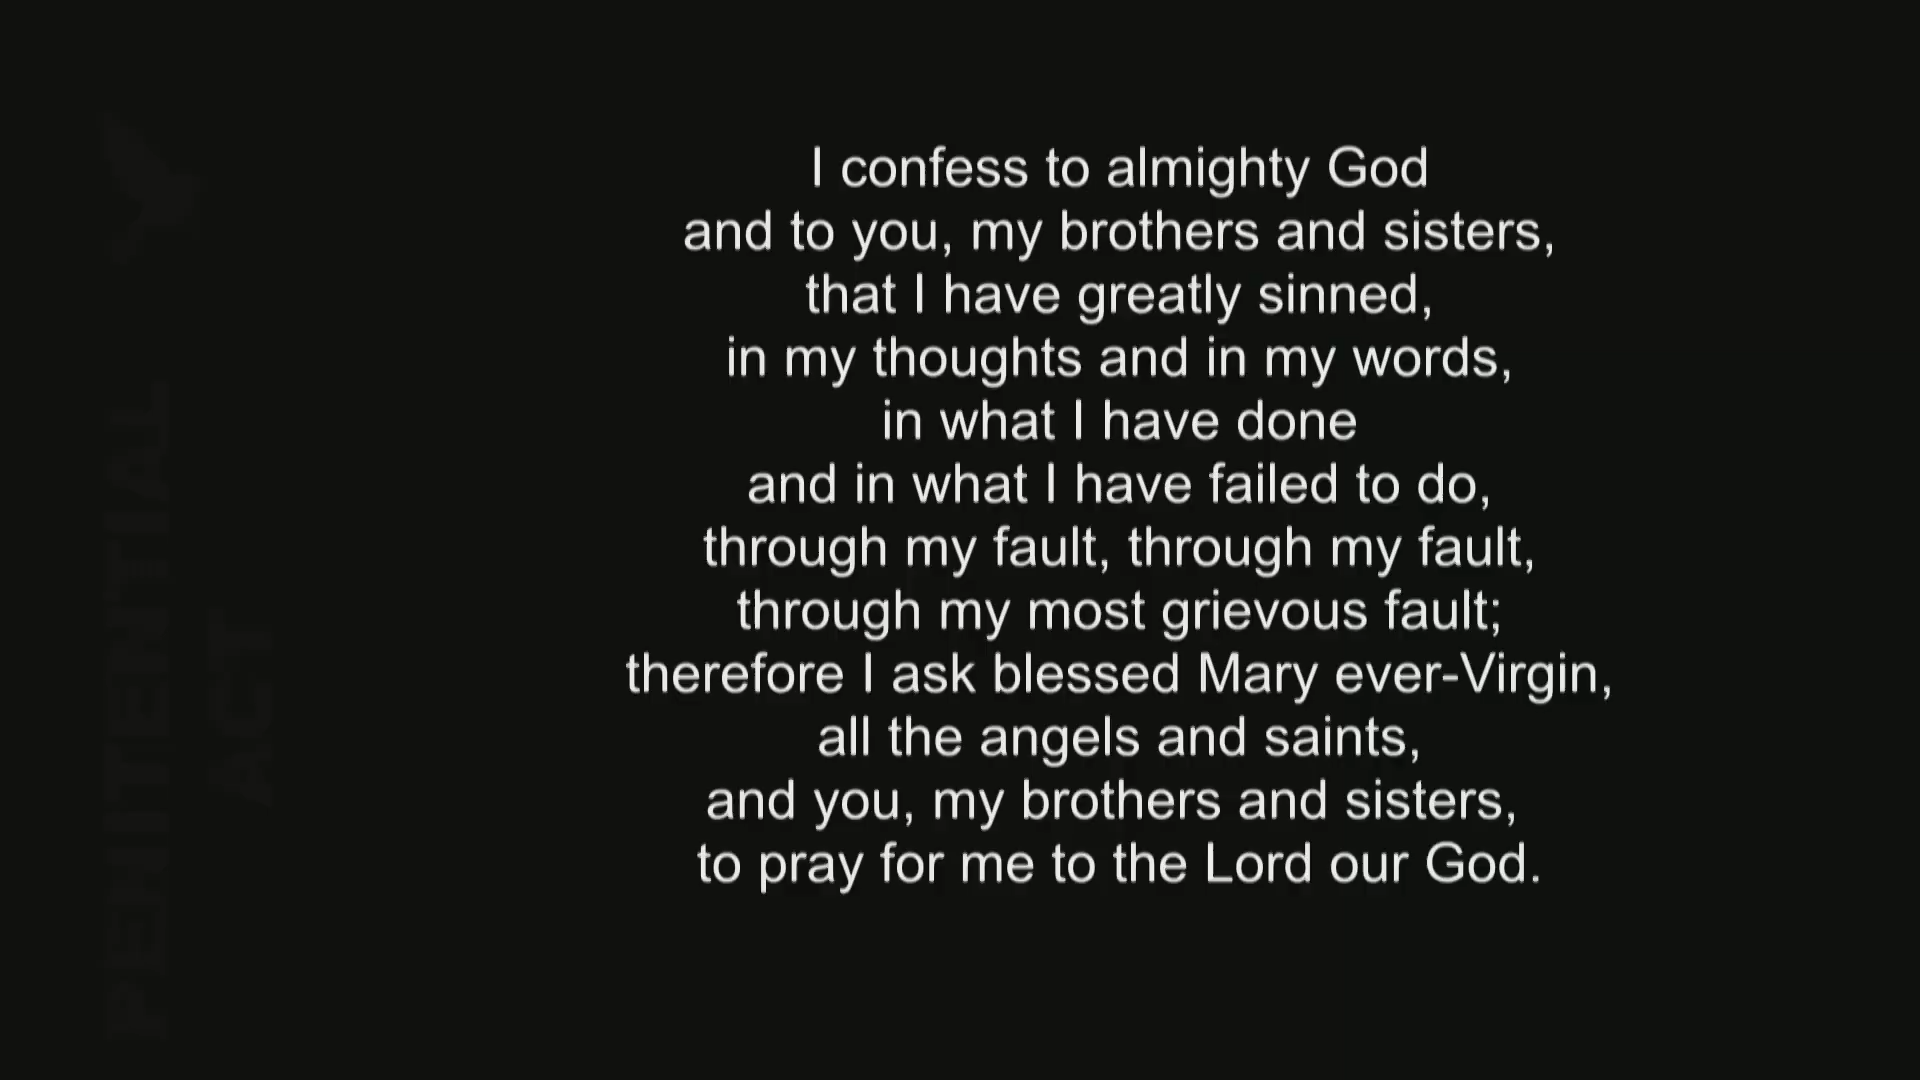 PENITENTIAL
ACT
I confess to almighty God
and to you, my brothers and sisters,
that I have greatly sinned,
in my thoughts and in my words,
in what I have done
and in what I have failed to do,
through my fault, through my fault,
through my most grievous fault;
therefore I ask blessed Mary ever-Virgin,
all the angels and saints,
and you, my brothers and sisters,
to pray for me to the Lord our God.